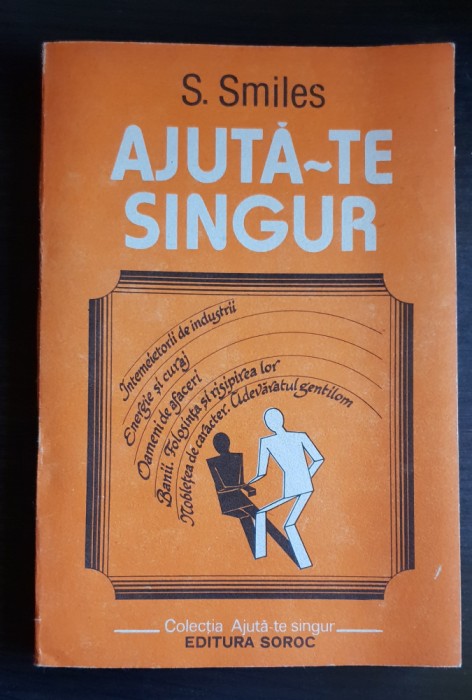 S. Smiles
AJUTĂ~TE
SINGUR
Întemeietorii de industrii
Energie și curaj
Oameni de afaceri
Banii. Folosința și risipirea lor
Noblețea de caracter. Adevăratul gentilom
Colecția Ajută-te singur
EDITURA SOROC